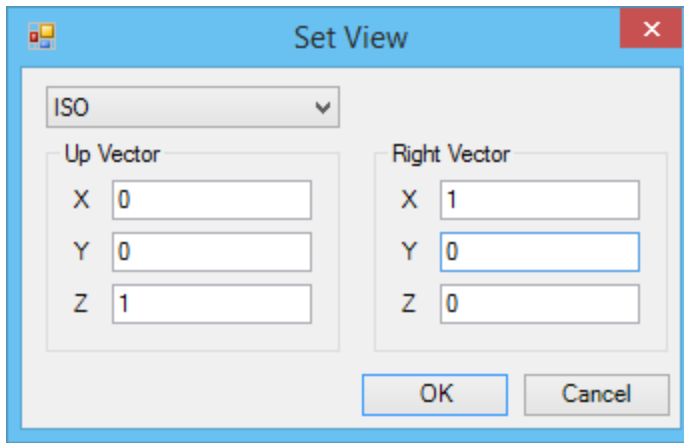 Set View
ISO
Up Vector
X 0
Y 0
Z 1
Right Vector
X 1
Y 0
Z 0
OK
Cancel